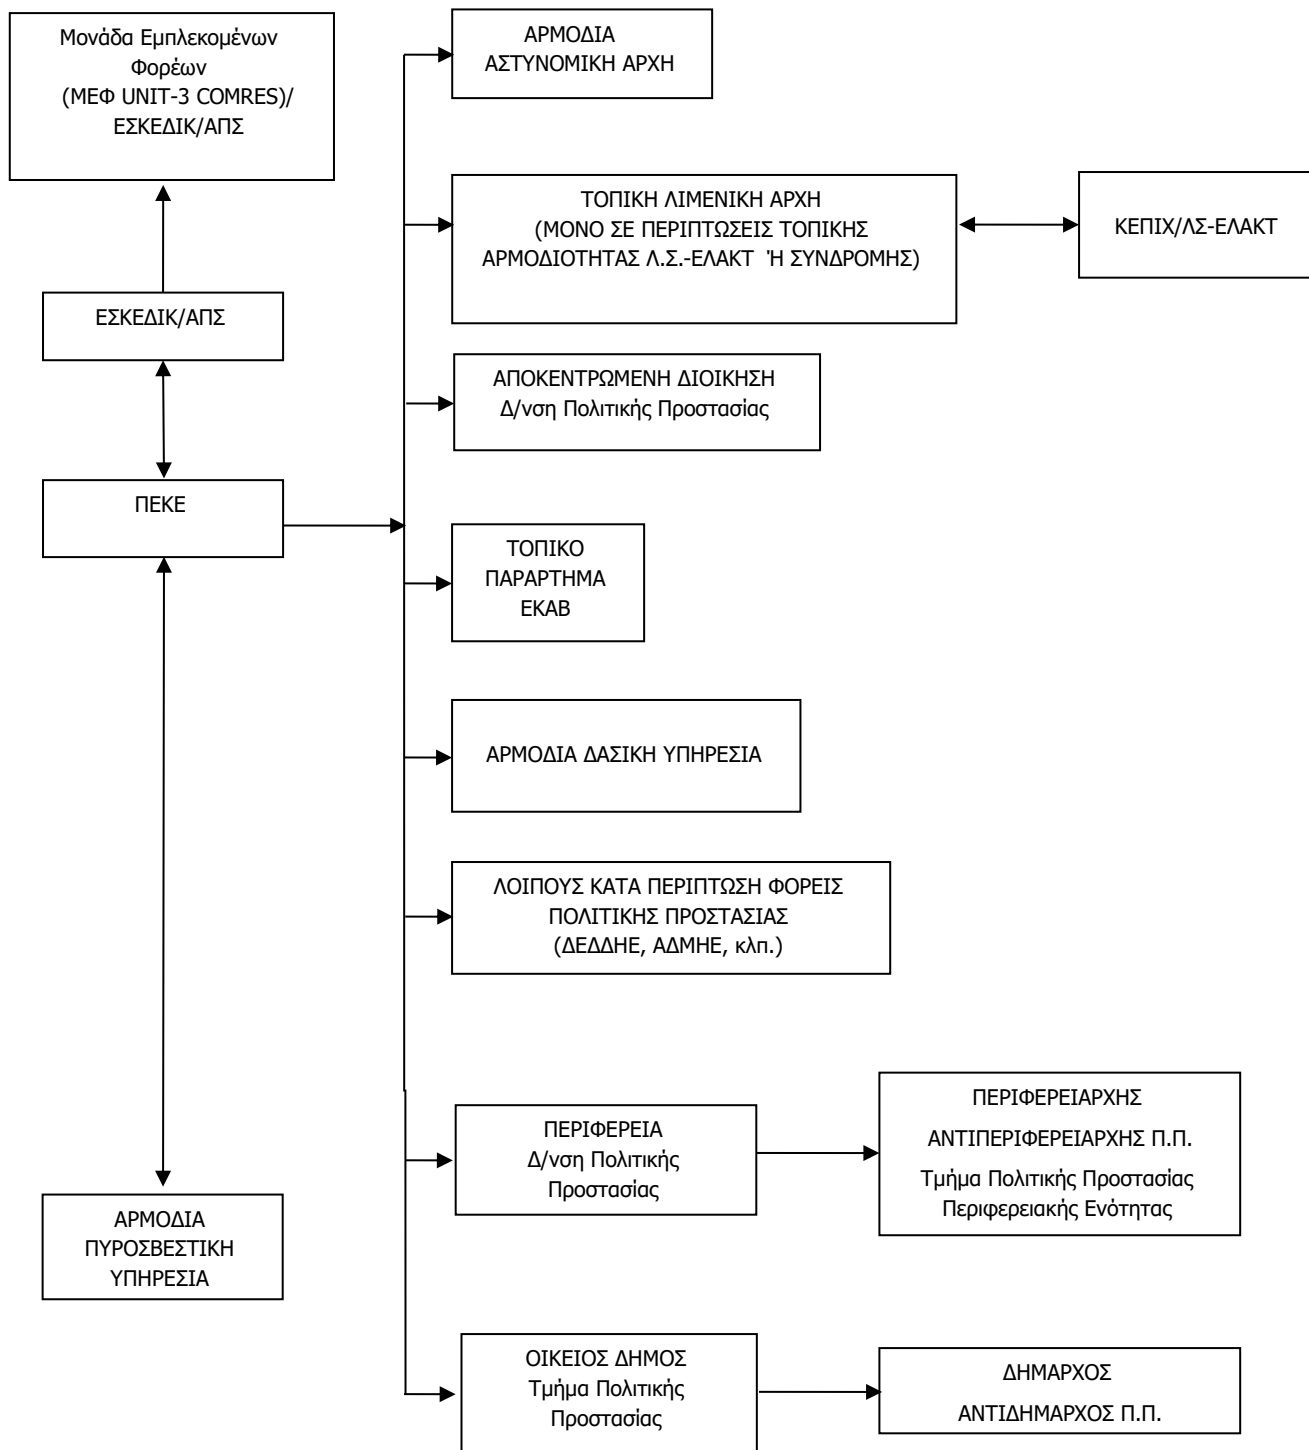 Μονάδα Εμπλεκομένων
Φορέων
(ΜΕΦ UNIT-3 COMRES)/
ΕΣΚΕΔΙΚ/ΑΠΣ
ΕΣΚΕΔΙΚ/ΑΠΣ
ΠΕΚΕ
ΑΡΜΟΔΙΑ
ΠΥΡΟΣΒΕΣΤΙΚΗ
ΥΠΗΡΕΣΙΑ
ΑΡΜΟΔΙΑ
ΑΣΤΥΝΟΜΙΚΗ ΑΡΧΗ
ΤΟΠΙΚΗ ΛΙΜΕΝΙΚΗ ΑΡΧΗ
(ΜΟΝΟ ΣΕ ΠΕΡΙΠΤΩΣΕΙΣ ΤΟΠΙΚΗΣ
ΑΡΜΟΔΙΟΤΗΤΑΣ Λ.Σ.-ΕΛΑΚΤ Ή ΣΥΝΔΡΟΜΗΣ)
ΚΕΠΙΧ/ΛΣ-ΕΛΑΚΤ
ΑΠΟΚΕΝΤΡΩΜΕΝΗ ΔΙΟΙΚΗΣΗ
Δ/νση Πολιτικής Προστασίας
ΤΟΠΙΚΟ
ΠΑΡΑΡΤΗΜΑ
ΕΚΑΒ
ΑΡΜΟΔΙΑ ΔΑΣΙΚΗ ΥΠΗΡΕΣΙΑ
ΛΟΙΠΟΥΣ ΚΑΤΑ ΠΕΡΙΠΤΩΣΗ ΦΟΡΕΙΣ
ΠΟΛΙΤΙΚΗΣ ΠΡΟΣΤΑΣΙΑΣ
(ΔΕΔΔΗΕ, ΑΔΜΗΕ, κλπ.)
ΠΕΡΙΦΕΡΕΙΑ
Δ/νση Πολιτικής
Προστασίας
ΠΕΡΙΦΕΡΕΙΑΡΧΗΣ
ΑΝΤΙΠΕΡΙΦΕΡΕΙΑΡΧΗΣ Π.Π.
Τμήμα Πολιτικής Προστασίας
Περιφερειακής Ενότητας
ΟΙΚΕΙΟΣ ΔΗΜΟΣ
Τμήμα Πολιτικής
Προστασίας
ΔΗΜΑΡΧΟΣ
ΑΝΤΙΔΗΜΑΡΧΟΣ Π.Π.